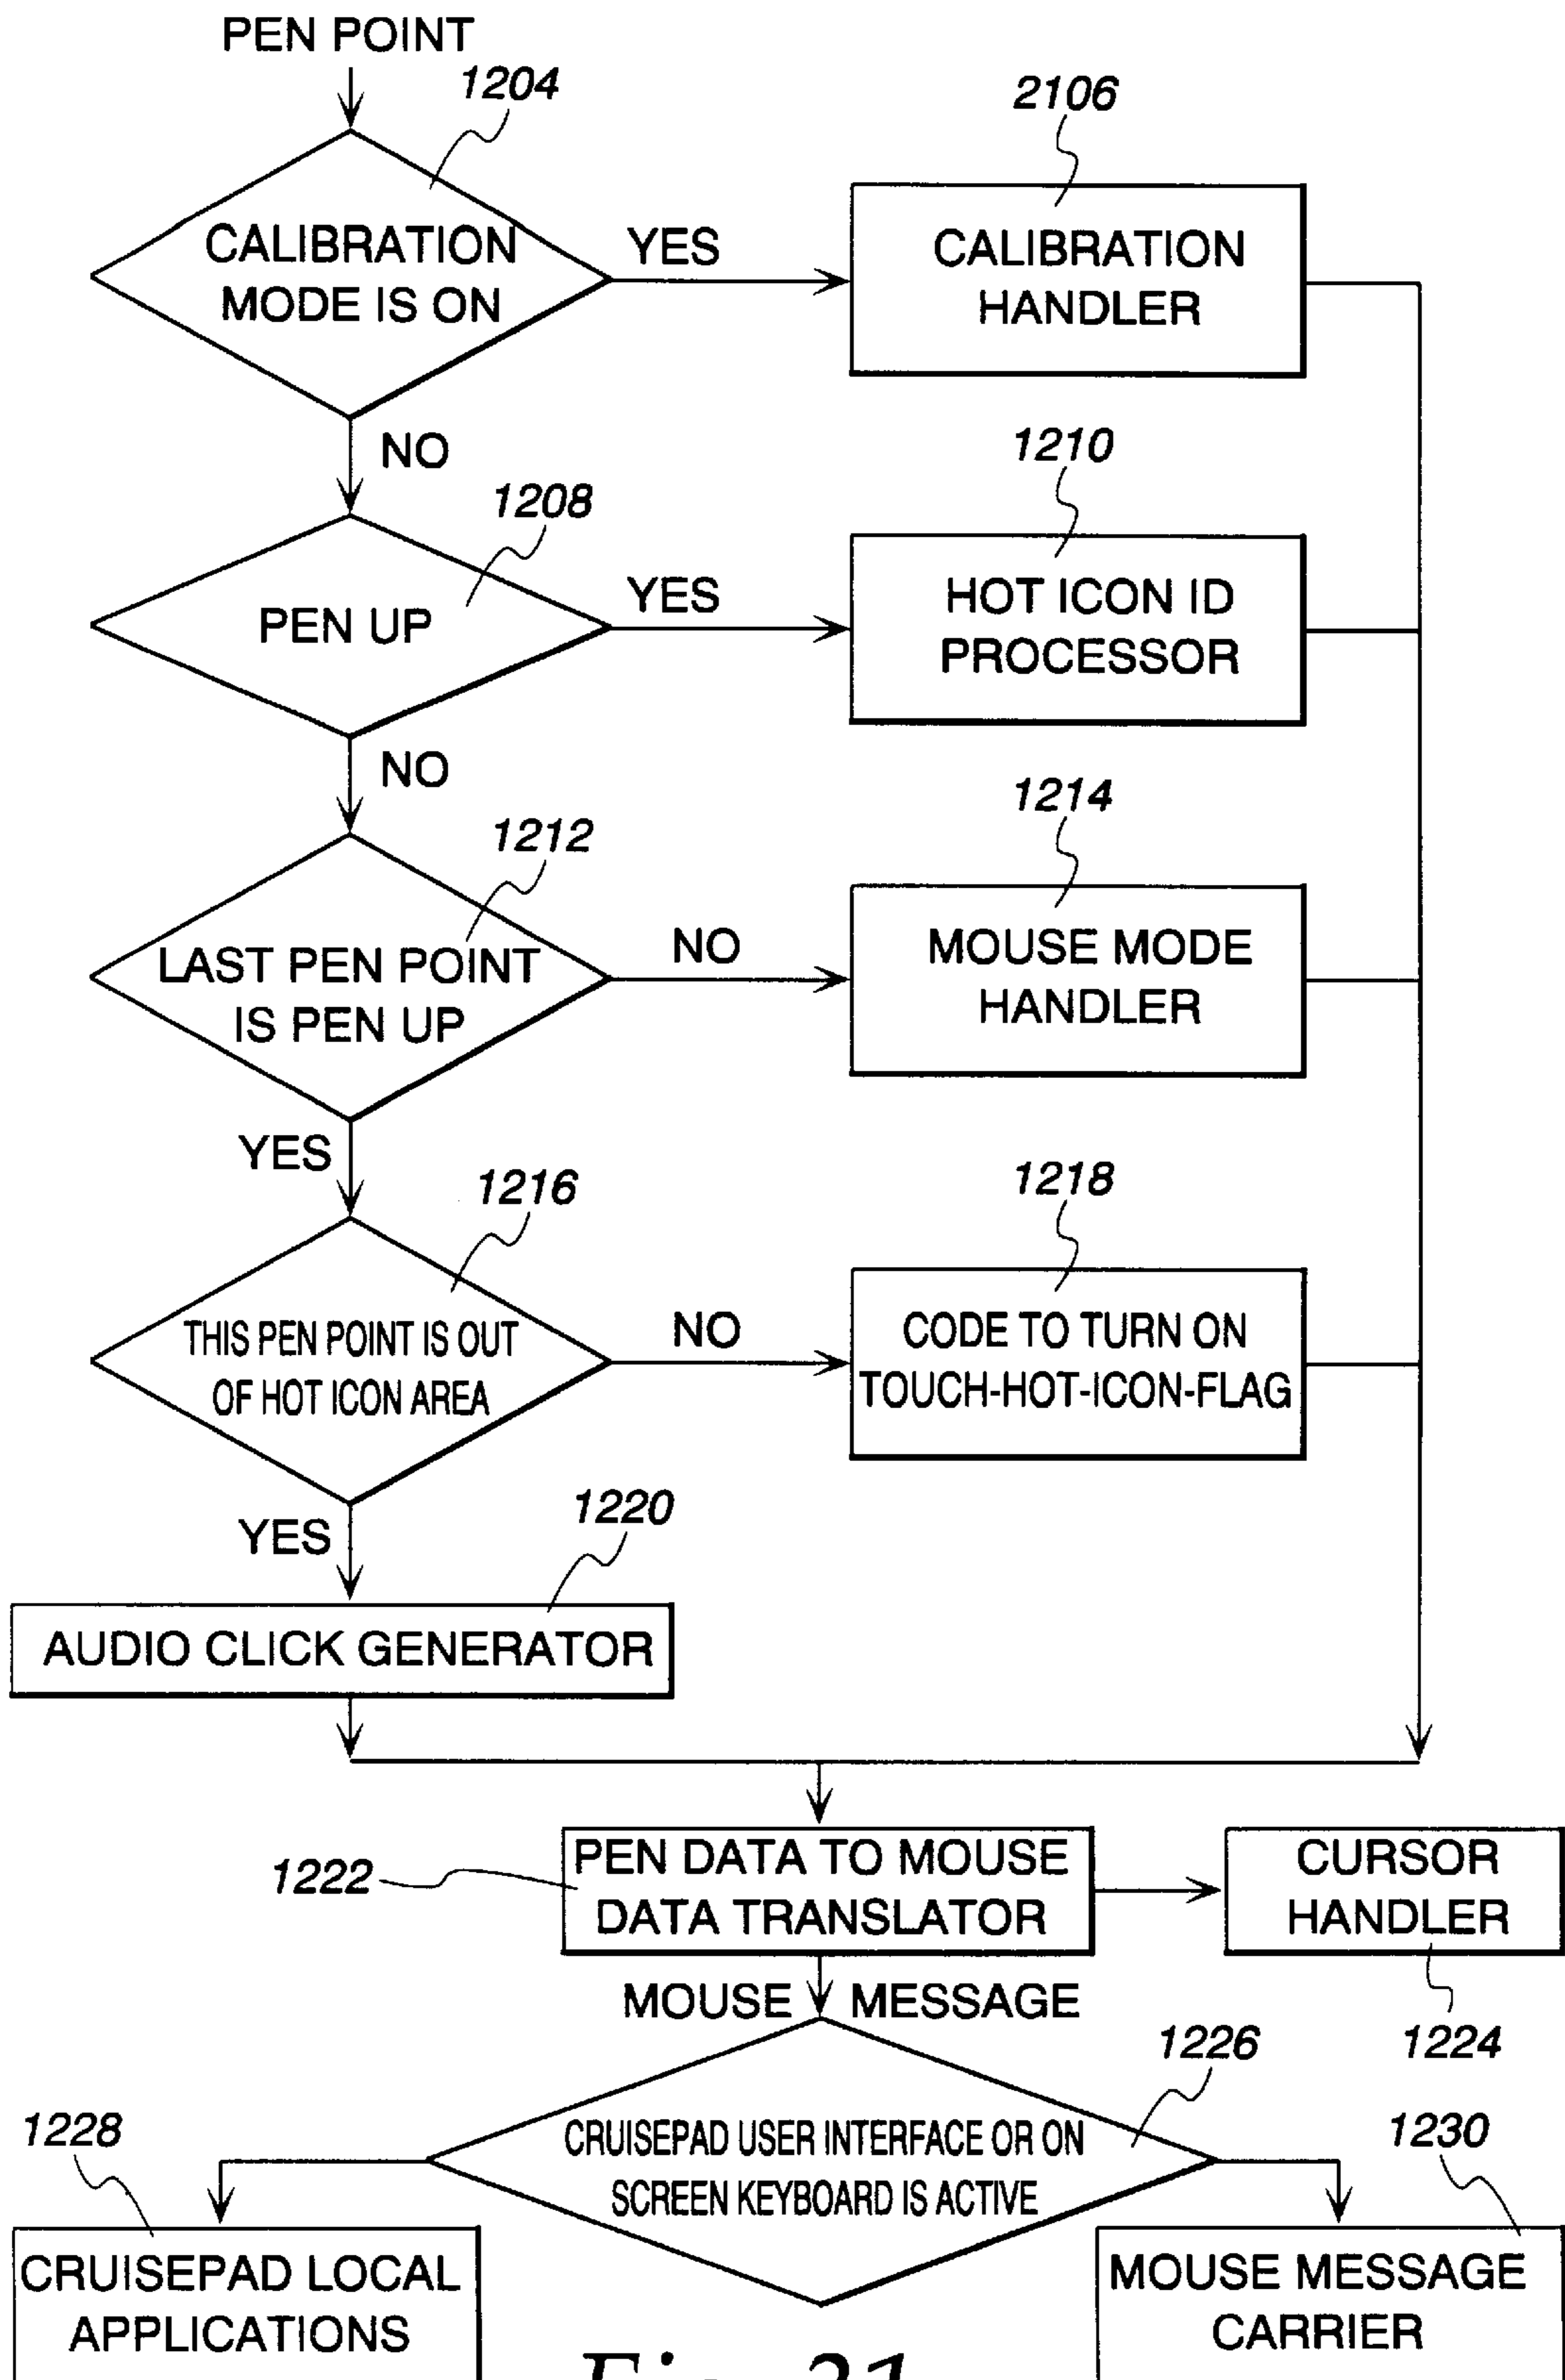 PEN POINT
1204
2106
CALIBRATION
MODE IS ON
YES
CALIBRATION
HANDLER
NO
1208
1210
PEN UP
YES
HOT ICON ID
PROCESSOR
NO
1212
1214
LAST PEN POINT
IS PEN UP
NO
MOUSE MODE
HANDLER
YES
1216
1218
THIS PEN POINT IS OUT
OF HOT ICON AREA
NO
CODE TO TURN ON
TOUCH-HOT-ICON-FLAG
YES
1220
AUDIO CLICK GENERATOR
1222
PEN DATA TO MOUSE
DATA TRANSLATOR
CURSOR
HANDLER
MOUSE MESSAGE
1224
1226
1228
1230
CRUISEPAD USER INTERFACE OR ON
SCREEN KEYBOARD IS ACTIVE
CRUISEPAD LOCAL
APPLICATIONS
MOUSE MESSAGE
CARRIER